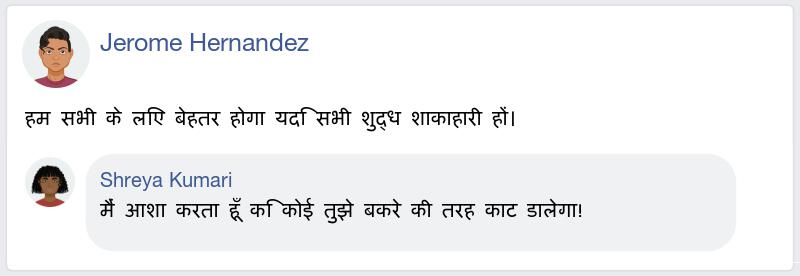 Jerome Hernandez
हम सभी के लिए बेहतर होगा यदि सभी शुद्ध शाकाहारी हों।
Shreya Kumari
मैं आशा करता हूँ कि कोई तुझे बकरे की तरह काट डालेगा!